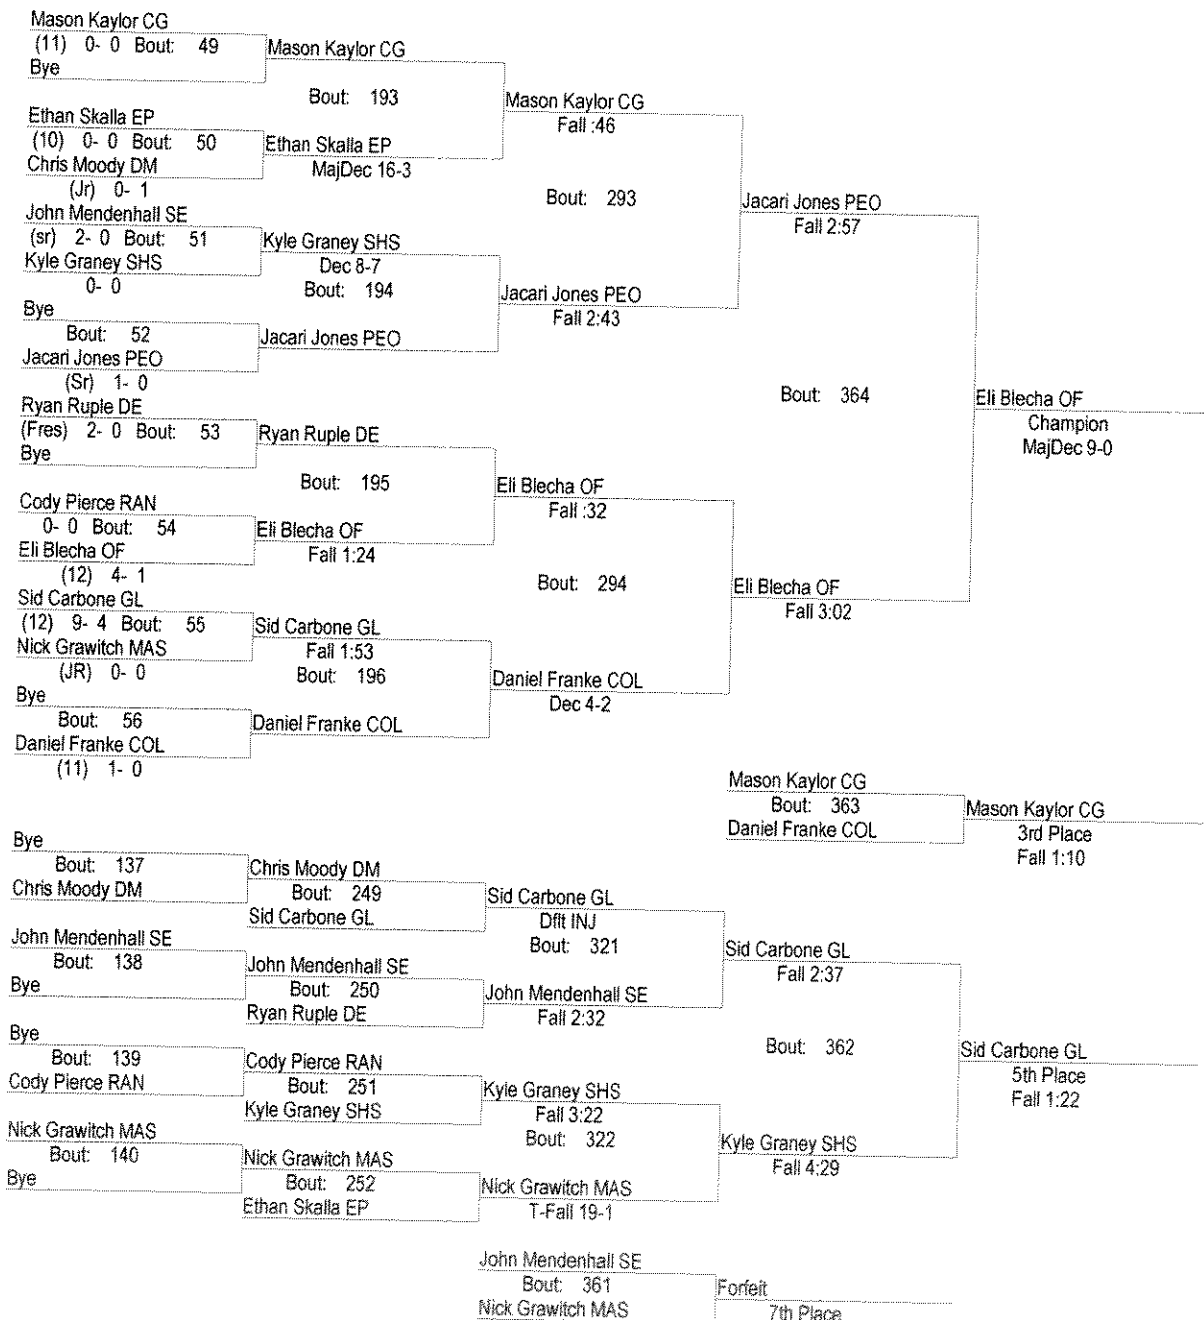 Mason Kaylor CG
(11) 0- 0 Bout: 49
Bye
Mason Kaylor CG
Bout: 193
Ethan Skalla EP
(10) 0- 0 Bout: 50
Chris Moody DM
(Jr) 0- 1
Ethan Skalla EP
MajDec 16-3
Mason Kaylor CG
Fall :46
Bout: 293
John Mendenhall SE
(sr) 2- 0 Bout: 51
Kyle Graney SHS
0- 0
Kyle Graney SHS
Dec 8-7
Bout: 194
Bye
Bout: 52
Jacari Jones PEO
(Sr) 1- 0
Jacari Jones PEO
Jacari Jones PEO
Fall 2:43
Jacari Jones PEO
Fall 2:57
Bout: 364
Ryan Ruple DE
(Fres) 2- 0 Bout: 53
Bye
Ryan Ruple DE
Bout: 195
Cody Pierce RAN
0- 0 Bout: 54
Eli Blecha OF
(12) 4- 1
Eli Blecha OF
Fall 1:24
Eli Blecha OF
Fall :32
Bout: 294
Sid Carbone GL
(12) 9- 4 Bout: 55
Nick Grawitch MAS
(JR) 0- 0
Sid Carbone GL
Fall 1:53
Bout: 196
Bye
Bout: 56
Daniel Franke COL
(11) 1- 0
Daniel Franke COL
Daniel Franke COL
Dec 4-2
Eli Blecha OF
Fall 3:02
Eli Blecha OF
Champion
MajDec 9-0
Mason Kaylor CG
Bout: 363
Daniel Franke COL
Mason Kaylor CG
3rd Place
Fall 1:10
Bye
Bout: 137
Chris Moody DM
Chris Moody DM
Bout: 249
Sid Carbone GL
Sid Carbone GL
Dflt INJ
Bout: 321
John Mendenhall SE
Bout: 138
Bye
John Mendenhall SE
Bout: 250
Ryan Ruple DE
John Mendenhall SE
Fall 2:32
Sid Carbone GL
Fall 2:37
Bout: 362
Bye
Bout: 139
Cody Pierce RAN
Cody Pierce RAN
Bout: 251
Kyle Graney SHS
Kyle Graney SHS
Fall 3:22
Bout: 322
Nick Grawitch MAS
Bout: 140
Bye
Nick Grawitch MAS
Bout: 252
Ethan Skalla EP
Nick Grawitch MAS
T-Fall 19-1
Kyle Graney SHS
Fall 4:29
Sid Carbone GL
5th Place
Fall 1:22
John Mendenhall SE
Bout: 361
Nick Grawitch MAS
Forfeit
7th Place